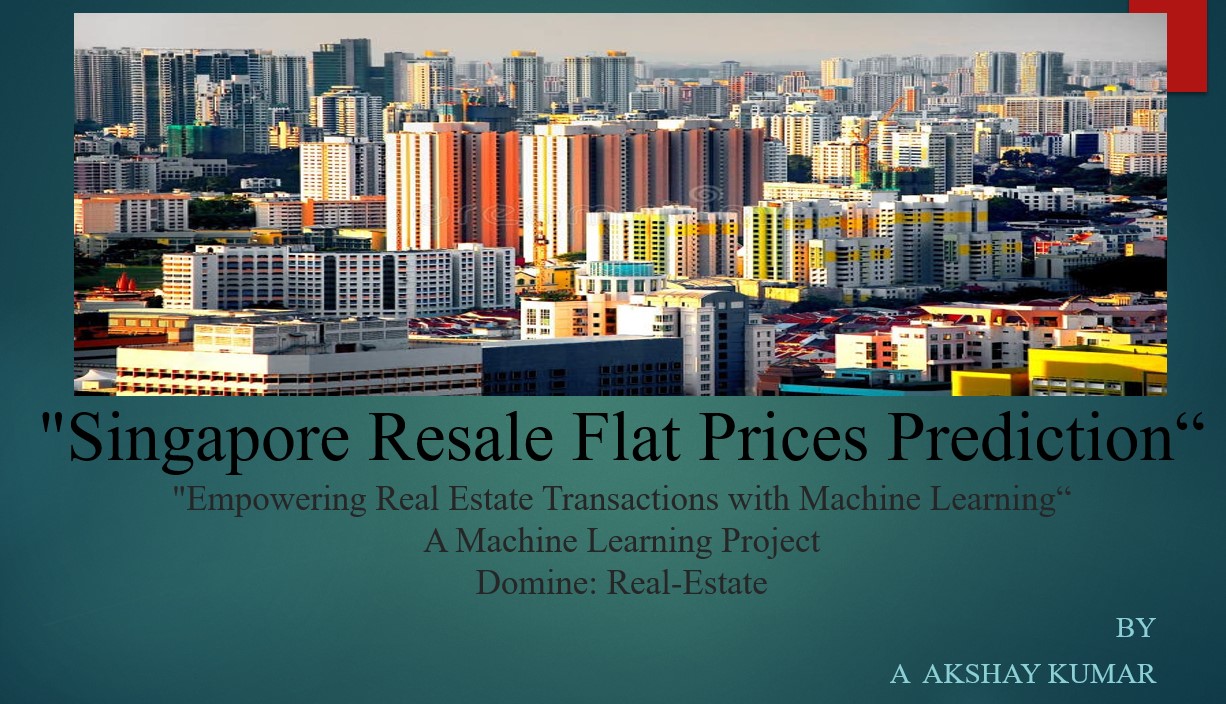 "Singapore Resale Flat Prices Prediction“
"Empowering Real Estate Transactions with Machine Learning“
A Machine Learning Project
Domine: Real-Estate
BY
A AKSHAY KUMAR